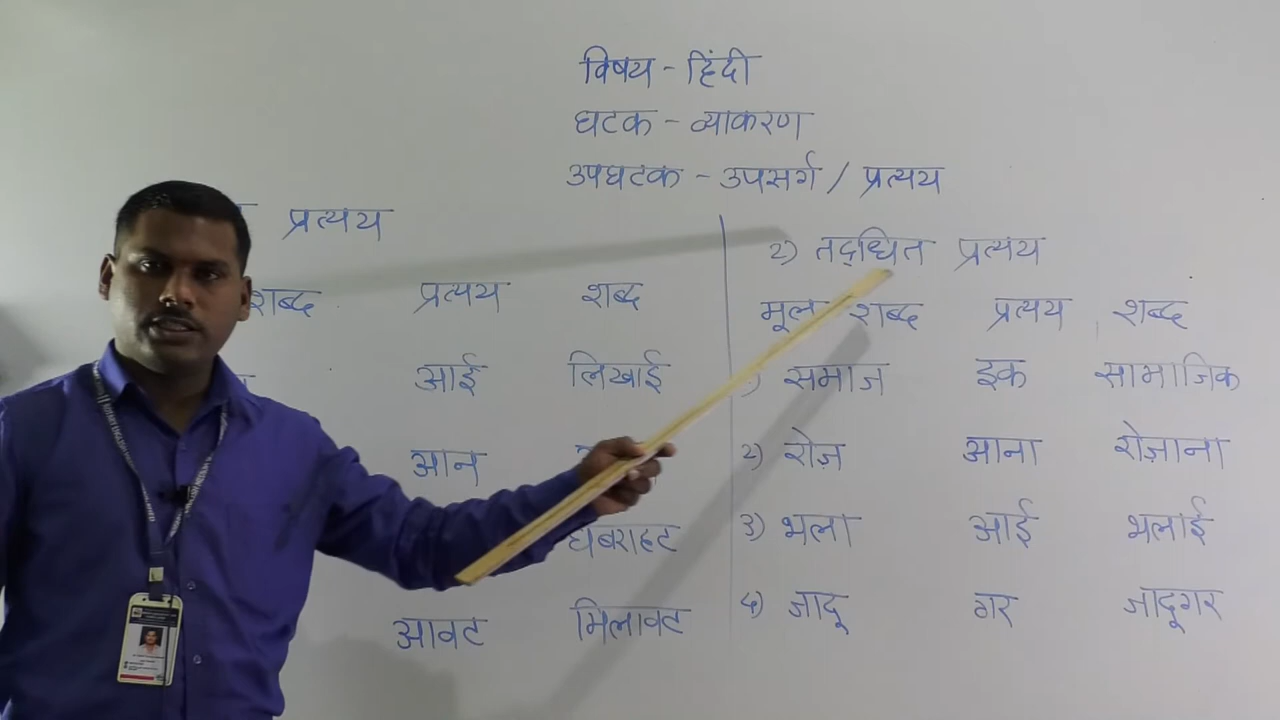 विषय - हिंदी
घटक - व्याकरण
उपघटक - उपसर्ग / प्रत्यय
प्रत्यय
शब्द प्रत्यय शब्द
आई लिखाई
आन
घबराहट
आवट मिलावट
2) तद्धित प्रत्यय
मूल शब्द प्रत्यय शब्द
) समाज इक सामाजिक
2) रोज़ आना रोज़ाना
3) भला आई भलाई
4) जादू गर जादूगर